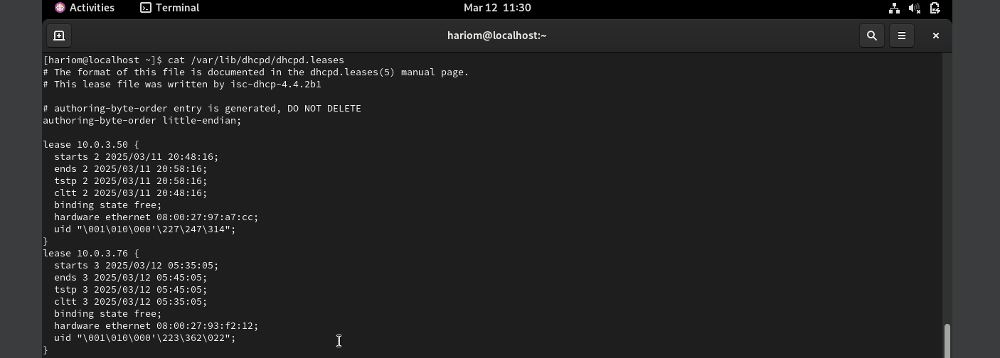 Activities Terminal Mar 12 11:30
hariom@localhost:~
[hariom@localhost ~]$ cat /var/lib/dhcpd/dhcpd.leases
# The format of this file is documented in the dhcpd.leases(5) manual page.
# This lease file was written by isc-dhcp-4.4.2b1

# authoring-byte-order entry is generated, DO NOT DELETE
authoring-byte-order little-endian;

lease 10.0.3.50 {
  starts 2 2025/03/11 20:48:16;
  ends 2 2025/03/11 20:58:16;
  tstp 2 2025/03/11 20:58:16;
  cltt 2 2025/03/11 20:48:16;
  binding state free;
  hardware ethernet 08:00:27:97:a7:cc;
  uid "\001\010\000'\227\247\314";
}
lease 10.0.3.76 {
  starts 3 2025/03/12 05:35:05;
  ends 3 2025/03/12 05:45:05;
  tstp 3 2025/03/12 05:45:05;
  cltt 3 2025/03/12 05:35:05;
  binding state free;
  hardware ethernet 08:00:27:93:f2:12;
  uid "\001\010\000'\223\362\022";
}